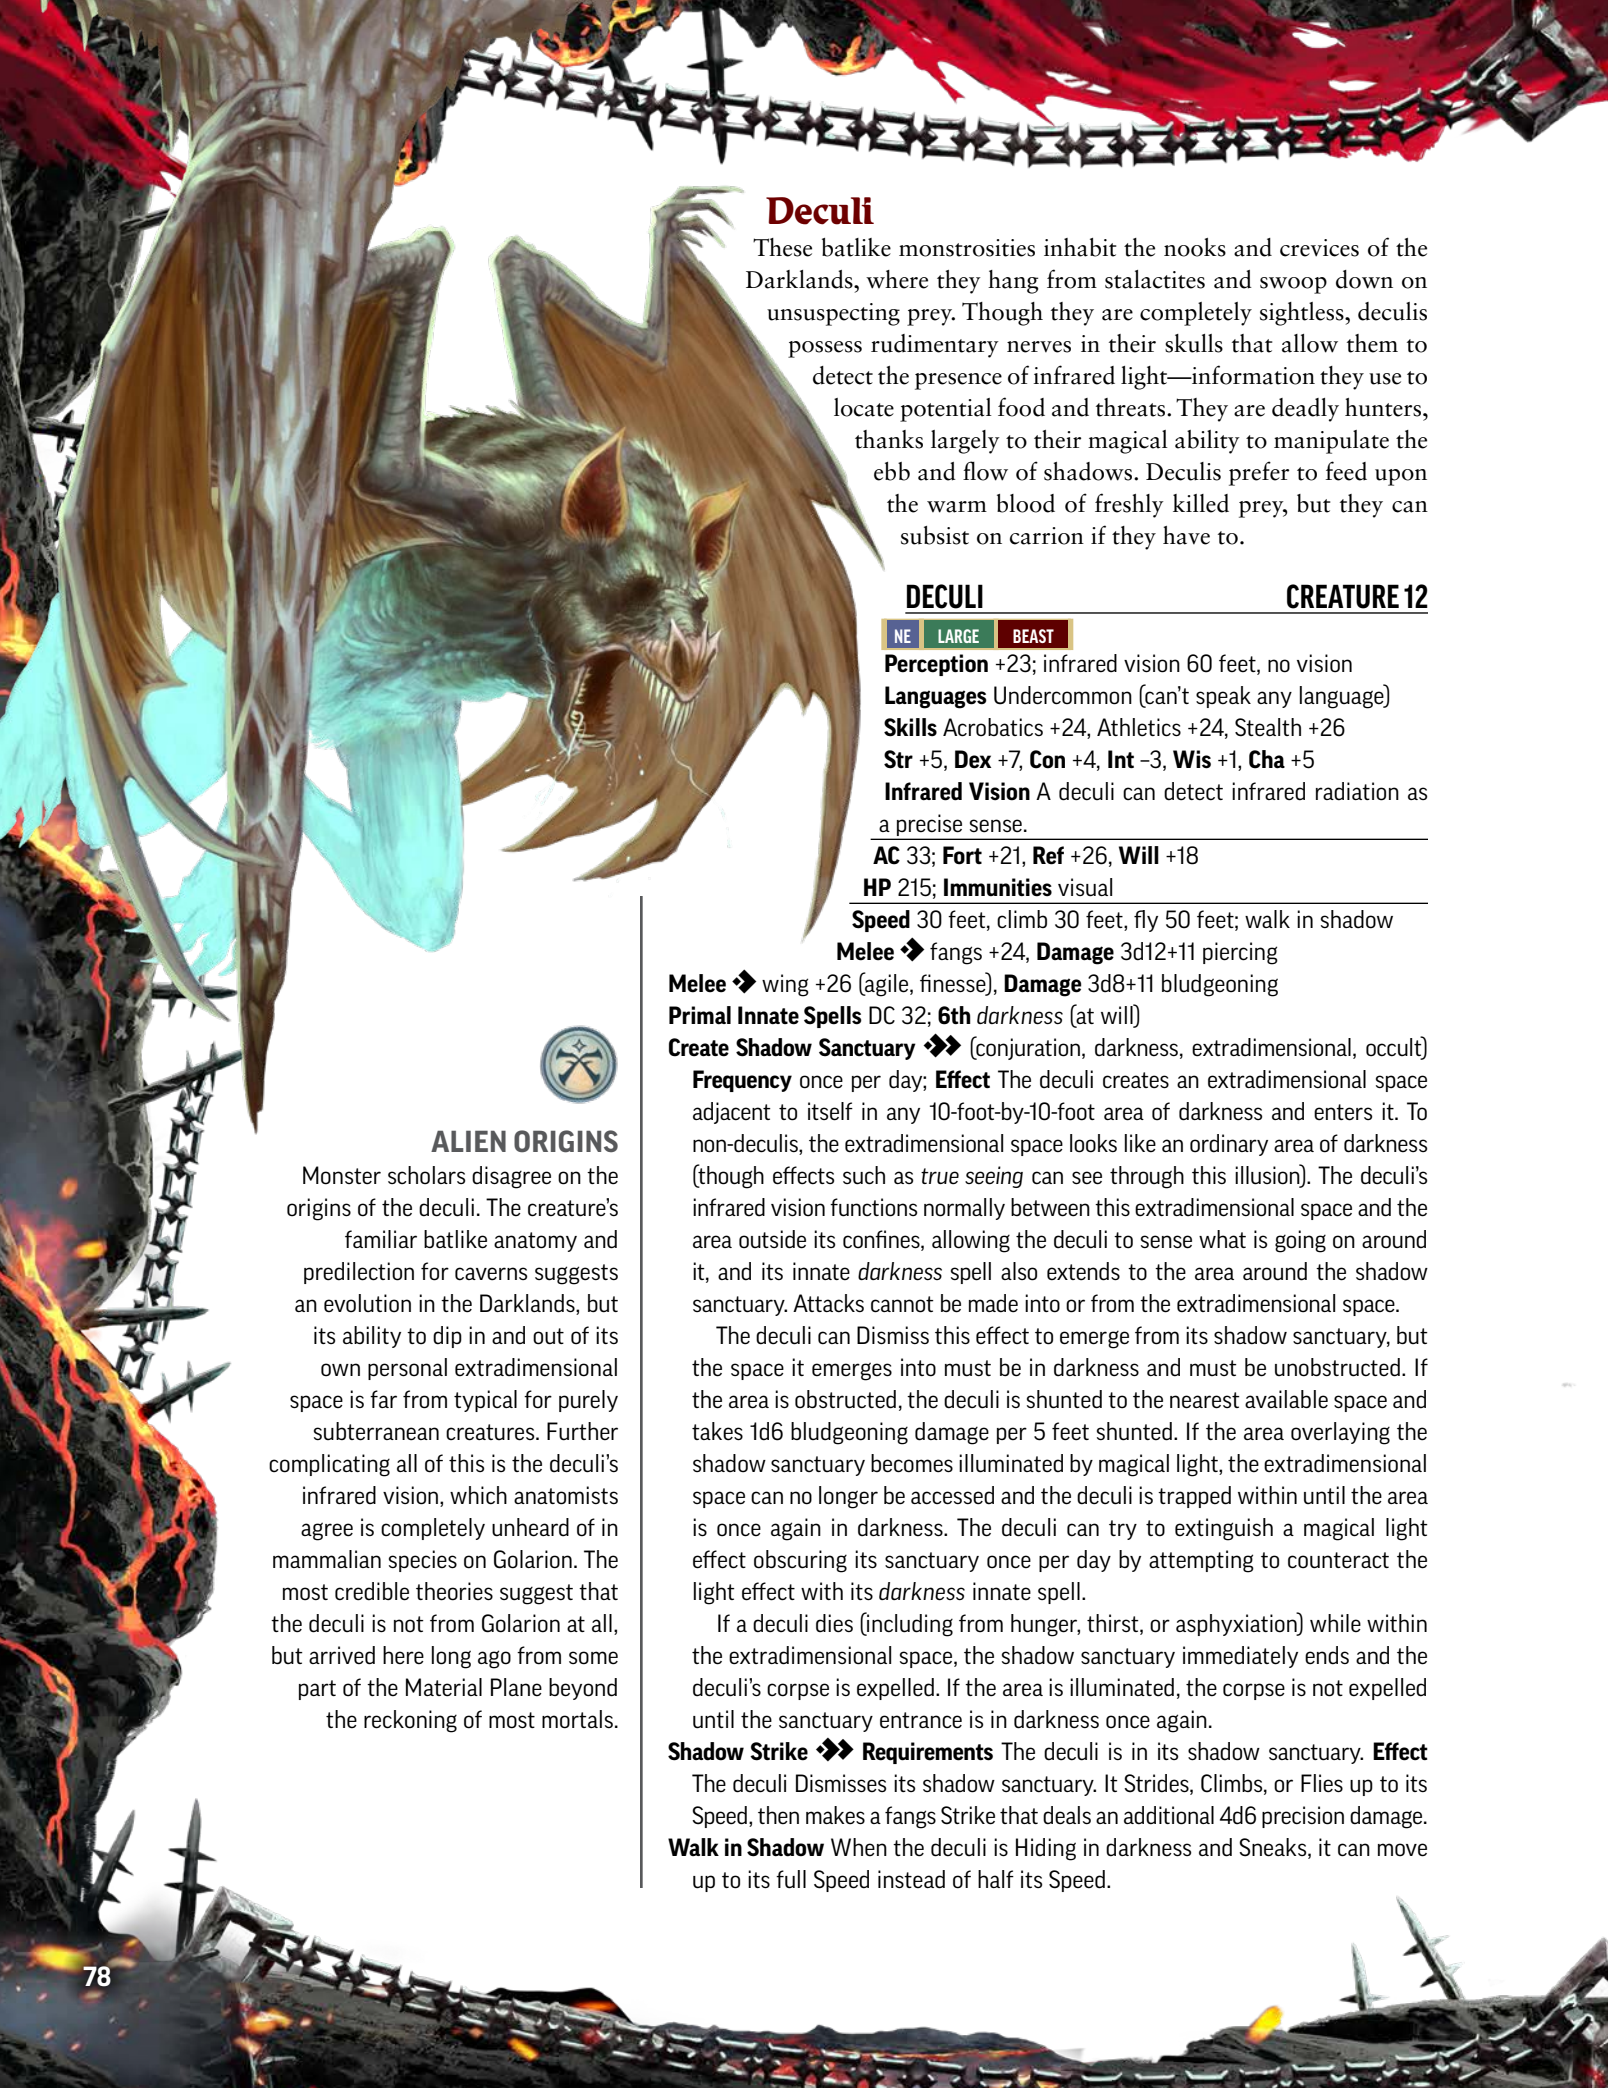 Deculi
These batlike monstrosities inhabit the nooks and crevices of the
Darklands, where they hang from stalactites and swoop down on
unsuspecting prey. Though they are completely sightless, deculis
possess rudimentary nerves in their skulls that allow them to
detect the presence of infrared light—information they use to
locate potential food and threats. They are deadly hunters,
thanks largely to their magical ability to manipulate the
ebb and flow of shadows. Deculis prefer to feed upon
the warm blood of freshly killed prey, but they can
subsist on carrion if they have to.
DECULI CREATURE 12
NE LARGE BEAST
Perception +23; infrared vision 60 feet, no vision
Languages Undercommon (can't speak any language)
Skills Acrobatics +24, Athletics +24, Stealth +26
Str +5, Dex +7, Con +4, Int –3, Wis +1, Cha +5
Infrared Vision A deculi can detect infrared radiation as
a precise sense.
AC 33; Fort +21, Ref +26, Will +18
HP 215; Immunities visual
Speed 30 feet, climb 30 feet, fly 50 feet; walk in shadow
Melee fangs +24, Damage 3d12+11 piercing
Melee wing +26 (agile, finesse), Damage 3d8+11 bludgeoning
Primal Innate Spells DC 32; 6th darkness (at will)
Create Shadow Sanctuary (conjuration, darkness, extradimensional, occult)
Frequency once per day; Effect The deculi creates an extradimensional space
adjacent to itself in any 10-foot-by-10-foot area of darkness and enters it. To
non-deculis, the extradimensional space looks like an ordinary area of darkness
(though effects such as true seeing can see through this illusion). The deculi's
infrared vision functions normally between this extradimensional space and the
area outside its confines, allowing the deculi to sense what is going on around
it, and its innate darkness spell also extends to the area around the shadow
sanctuary. Attacks cannot be made into or from the extradimensional space.
The deculi can Dismiss this effect to emerge from its shadow sanctuary, but
the space it emerges into must be in darkness and must be unobstructed. If
the area is obstructed, the deculi is shunted to the nearest available space and
takes 1d6 bludgeoning damage per 5 feet shunted. If the area overlaying the
shadow sanctuary becomes illuminated by magical light, the extradimensional
space can no longer be accessed and the deculi is trapped within until the area
is once again in darkness. The deculi can try to extinguish a magical light
effect obscuring its sanctuary once per day by attempting to counteract the
light effect with its darkness innate spell.
If a deculi dies (including from hunger, thirst, or asphyxiation) while within
the extradimensional space, the shadow sanctuary immediately ends and the
deculi's corpse is expelled. If the area is illuminated, the corpse is not expelled
until the sanctuary entrance is in darkness once again.
Shadow Strike Requirements The deculi is in its shadow sanctuary. Effect
The deculi Dismisses its shadow sanctuary. It Strides, Climbs, or Flies up to its
Speed, then makes a fangs Strike that deals an additional 4d6 precision damage.
Walk in Shadow When the deculi is Hiding in darkness and Sneaks, it can move
up to its full Speed instead of half its Speed.
ALIEN ORIGINS
Monster scholars disagree on the
origins of the deculi. The creature's
familiar batlike anatomy and
predilection for caverns suggests
an evolution in the Darklands, but
its ability to dip in and out of its
own personal extradimensional
space is far from typical for purely
subterranean creatures. Further
complicating all of this is the deculi's
infrared vision, which anatomists
agree is completely unheard of in
mammalian species on Golarion. The
most credible theories suggest that
the deculi is not from Golarion at all,
but arrived here long ago from some
part of the Material Plane beyond
the reckoning of most mortals.
78